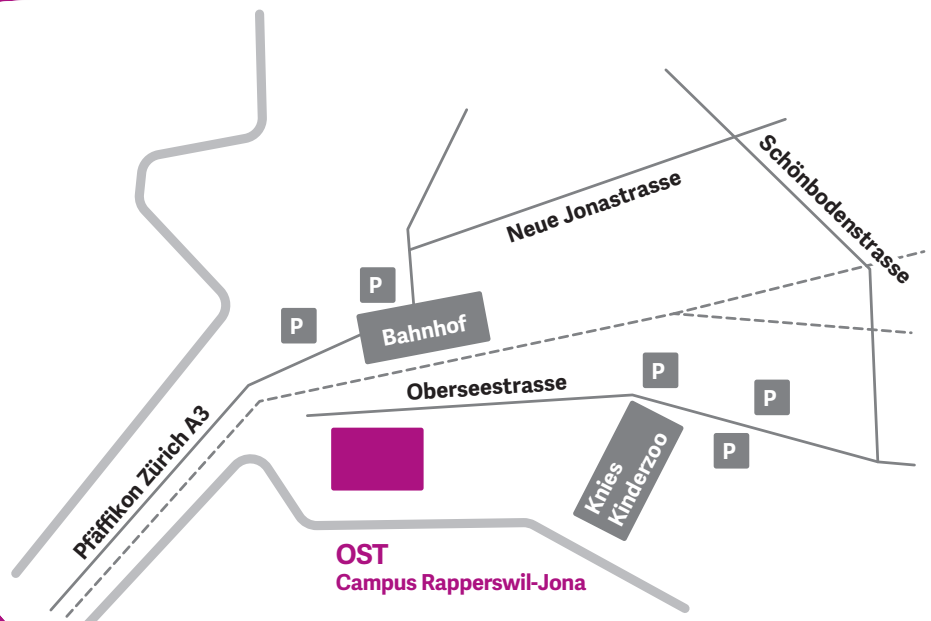 Schönbodenstrasse
Neue Jonastrasse
P
P
Bahnhof
P
Oberseestrasse
P
Pfäffikon Zürich A3
P
Knies
Kinderzoo
OST
Campus Rapperswil-Jona